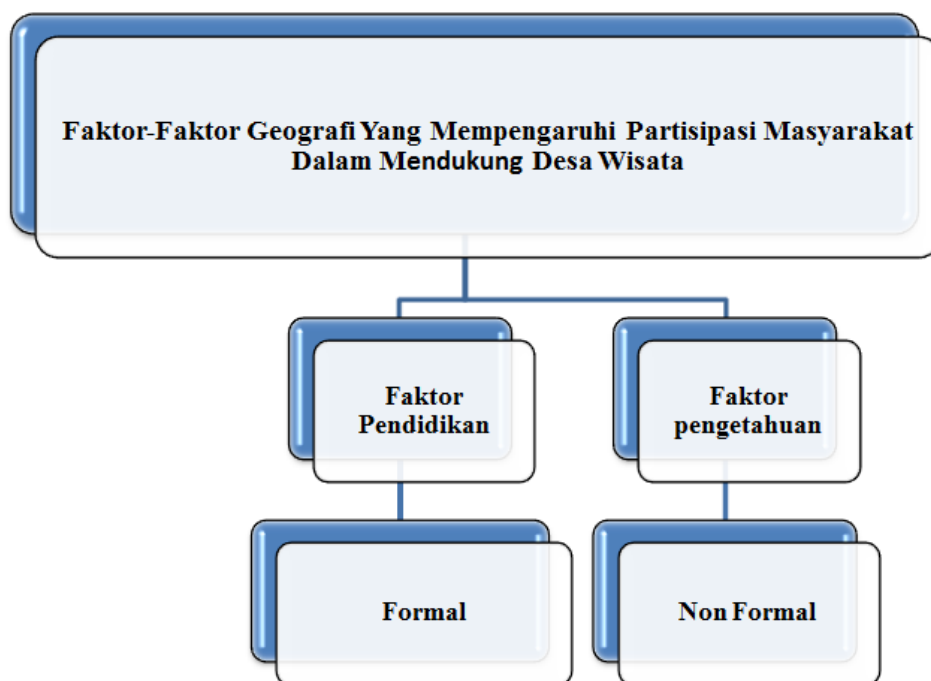 Faktor-Faktor Geografi Yang Mempengaruhi Partisipasi Masyarakat
Dalam Mendukung Desa Wisata
Faktor
Pendidikan
Faktor
pengetahuan
Formal
Non Formal